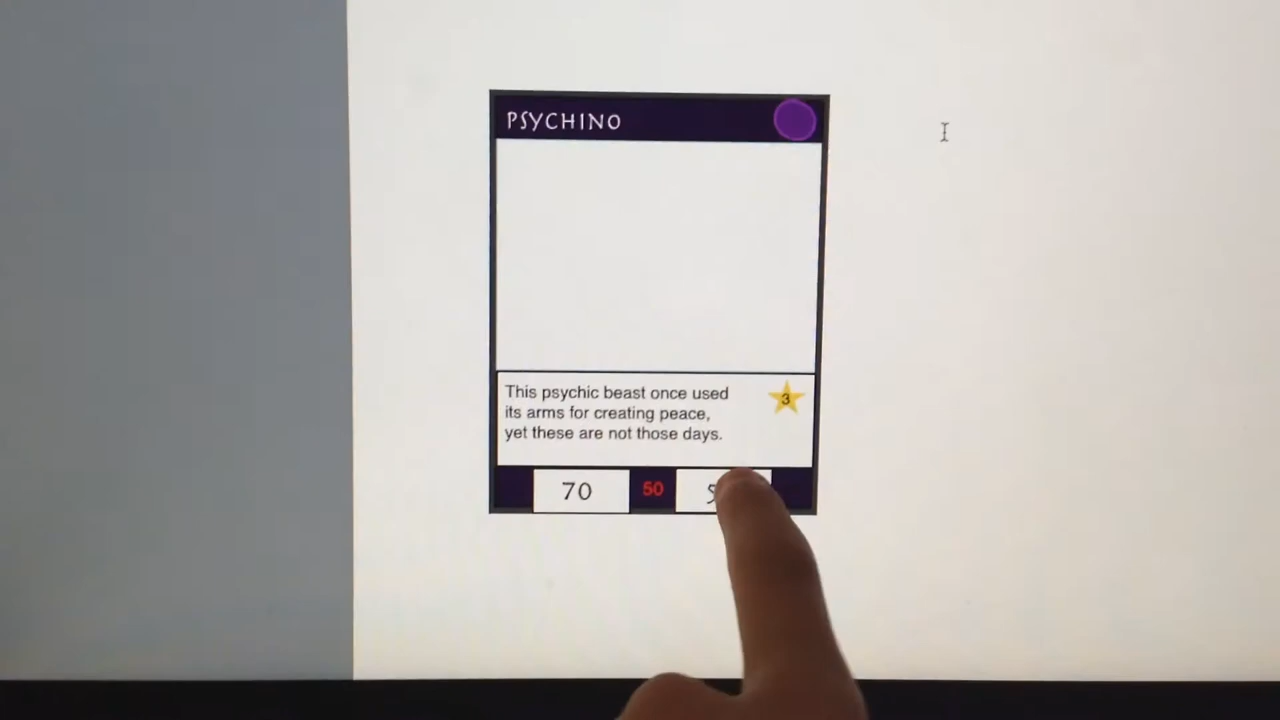 PSYCHINO
This psychic beast once used
its arms for creating peace,
yet these are not those days.
3
70
50